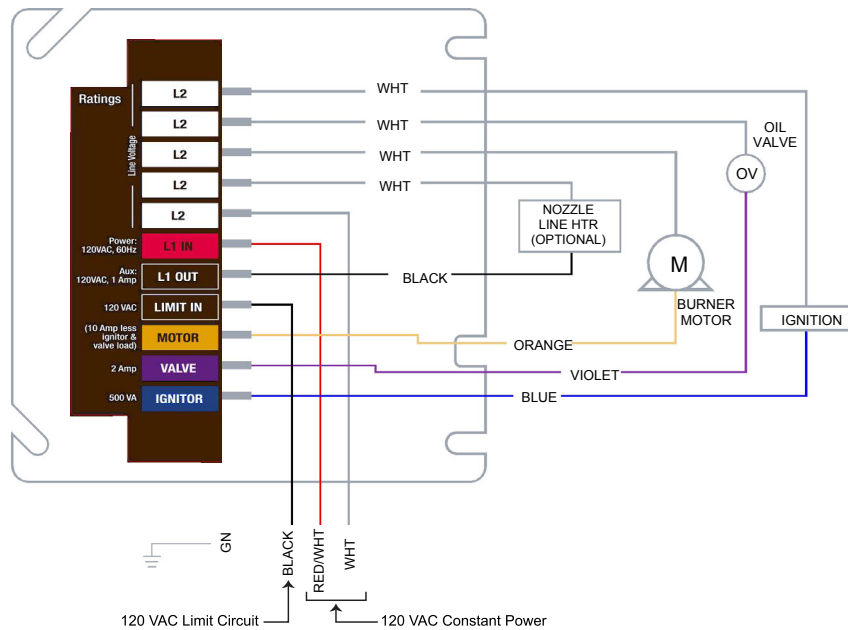 Ratings
Line Voltage
L2
WHT
L2
WHT
OIL
VALVE
L2
WHT
OV
L2
WHT
NOZZLE
LINE HTR
(OPTIONAL)
L2
Power:
120VAC, 60Hz
L1 IN
M
Aux:
120VAC, 1 Amp
L1 OUT
BLACK
120 VAC
LIMIT IN
BURNER
MOTOR
IGNITION
(10 Amp less
ignitor &
valve load)
MOTOR
ORANGE
2 Amp
VALVE
VIOLET
500 VA
IGNITOR
BLUE
GN
BLACK
RED/WHT
WHT
120 VAC Limit Circuit
120 VAC Constant Power